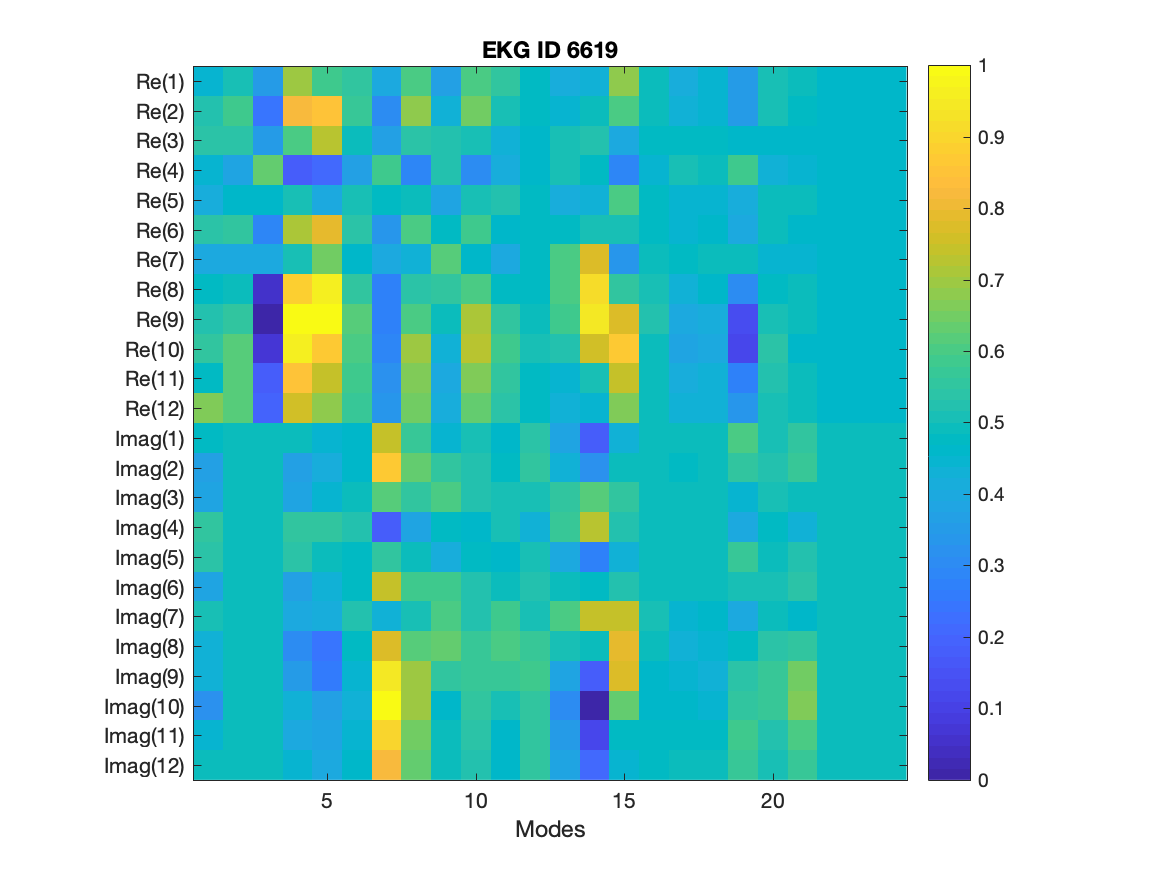 EKG ID 6619
Re(1)
Re(2)
Re(3)
Re(4)
Re(5)
Re(6)
Re(7)
Re(8)
Re(9)
Re(10)
Re(11)
Re(12)
Imag(1)
Imag(2)
Imag(3)
Imag(4)
Imag(5)
Imag(6)
Imag(7)
Imag(8)
Imag(9)
Imag(10)
Imag(11)
Imag(12)
5 10 15 20
Modes
1
0.9
0.8
0.7
0.6
0.5
0.4
0.3
0.2
0.1
0